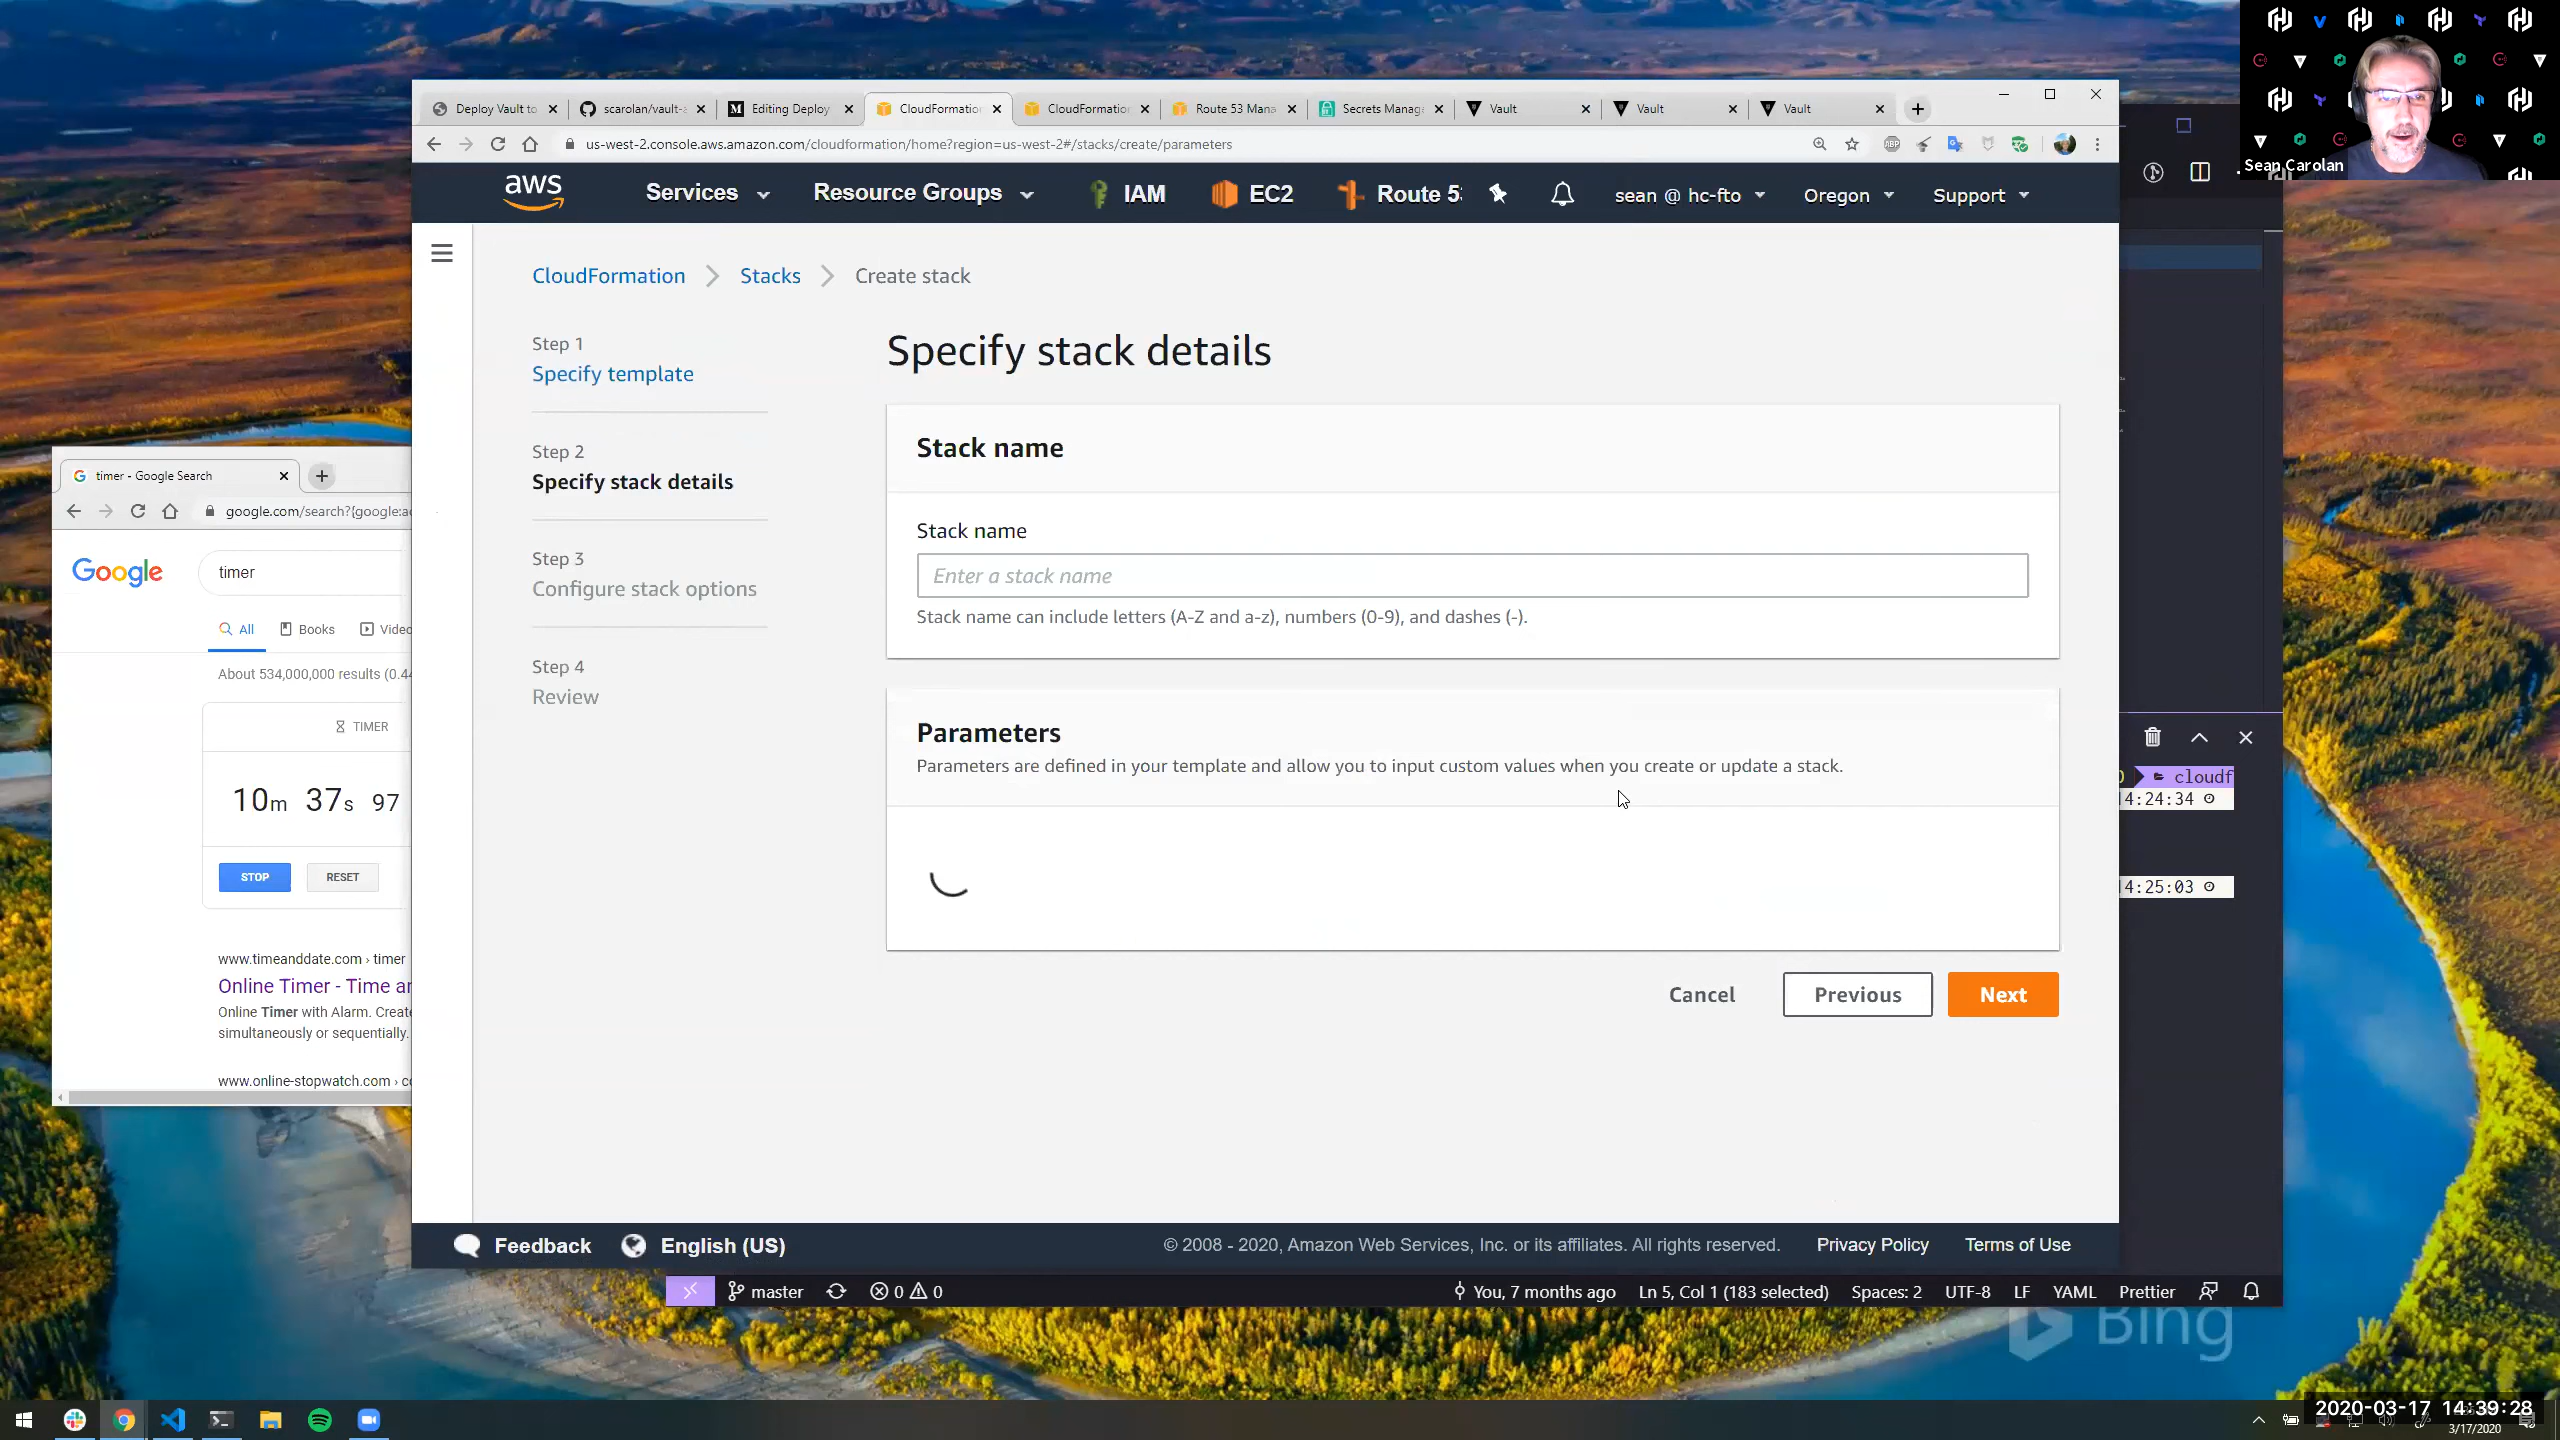 Deploy Vault to
scarolan/vault-a
Editing Deploy
CloudFormation
CloudFormation
Route 53 Mana
Secrets Manage
Vault
Vault
Vault
us-west-2.console.aws.amazon.com/cloudformation/home?region=us-west-2#/stacks/create/parameters
Sean Carolan
aws
Services
Resource Groups
IAM
EC2
Route 5
sean @ hc-fto
Oregon
Support
CloudFormation
Stacks
Create stack
Step 1
Specify template
Step 2
Specify stack details
Step 3
Configure stack options
Step 4
Review
Specify stack details
Stack name
Stack name
Enter a stack name
Stack name can include letters (A-Z and a-z), numbers (0-9), and dashes (-).
Parameters
Parameters are defined in your template and allow you to input custom values when you create or update a stack.
Cancel
Previous
Next
Feedback
English (US)
© 2008 - 2020, Amazon Web Services, Inc. or its affiliates. All rights reserved.
Privacy Policy
Terms of Use
timer - Google Search
google.com/search?{google:a
Google
timer
All
Books
Videc
About 534,000,000 results (0.4
TIMER
10m 37s 97
STOP
RESET
www.timeanddate.com › timer
Online Timer - Time a
Online Timer with Alarm. Create
simultaneously or sequentially.
www.online-stopwatch.com › c
cloudf
4:24:34
4:25:03
master
0
0
You, 7 months ago
Ln 5, Col 1 (183 selected)
Spaces: 2
UTF-8
LF
YAML
Prettier
Bing
2020-03-17 14:39:28
3/17/2020